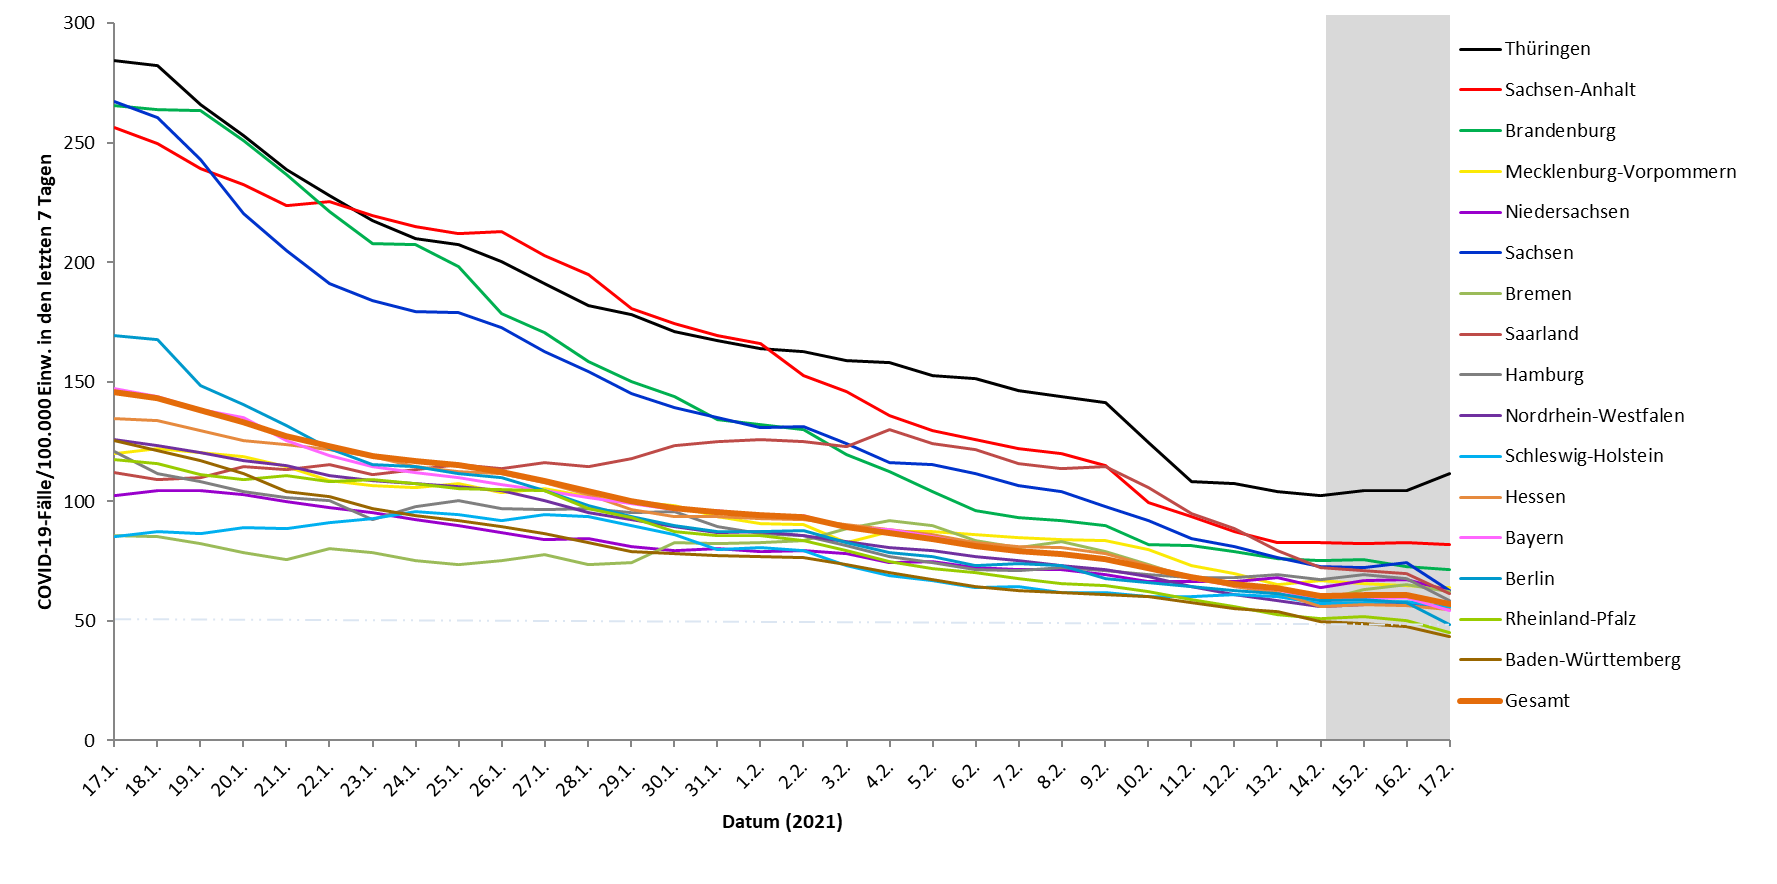 COVID-19-Fälle/100.000 Einw. in den letzten 7 Tagen
300
250
200
150
100
50
0
17.1.
18.1.
19.1.
20.1.
21.1.
22.1.
23.1.
24.1.
25.1.
26.1.
27.1.
28.1.
29.1.
30.1.
31.1.
1.2.
2.2.
3.2.
4.2.
5.2.
6.2.
7.2.
8.2.
9.2.
10.2.
11.2.
12.2.
13.2.
14.2.
15.2.
16.2.
17.2.
Datum (2021)
Thüringen
Sachsen-Anhalt
Brandenburg
Mecklenburg-Vorpommern
Niedersachsen
Sachsen
Bremen
Saarland
Hamburg
Nordrhein-Westfalen
Schleswig-Holstein
Hessen
Bayern
Berlin
Rheinland-Pfalz
Baden-Württemberg
Gesamt